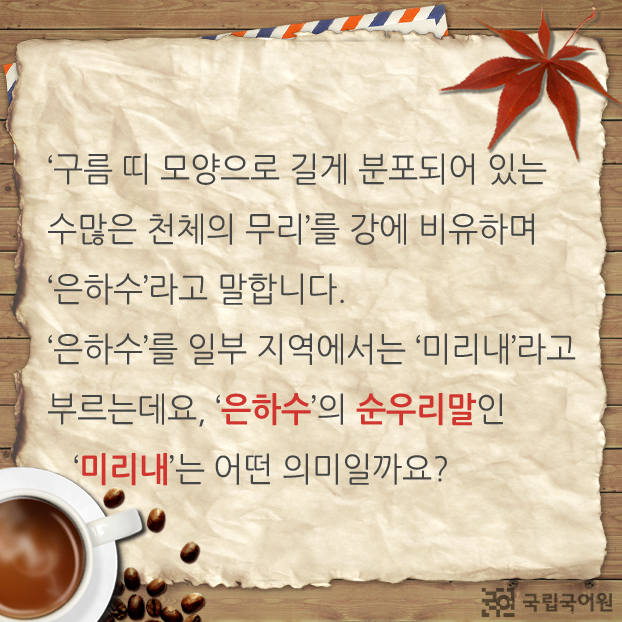 ‘구름 띠 모양으로 길게 분포되어 있는
수많은 천체의 무리’를 강에 비유하며
‘은하수’라고 말합니다.
‘은하수’를 일부 지역에서는 ‘미리내’라고
부르는데요, ‘은하수’의 순우리말인
‘미리내’는 어떤 의미일까요?
국립국어원